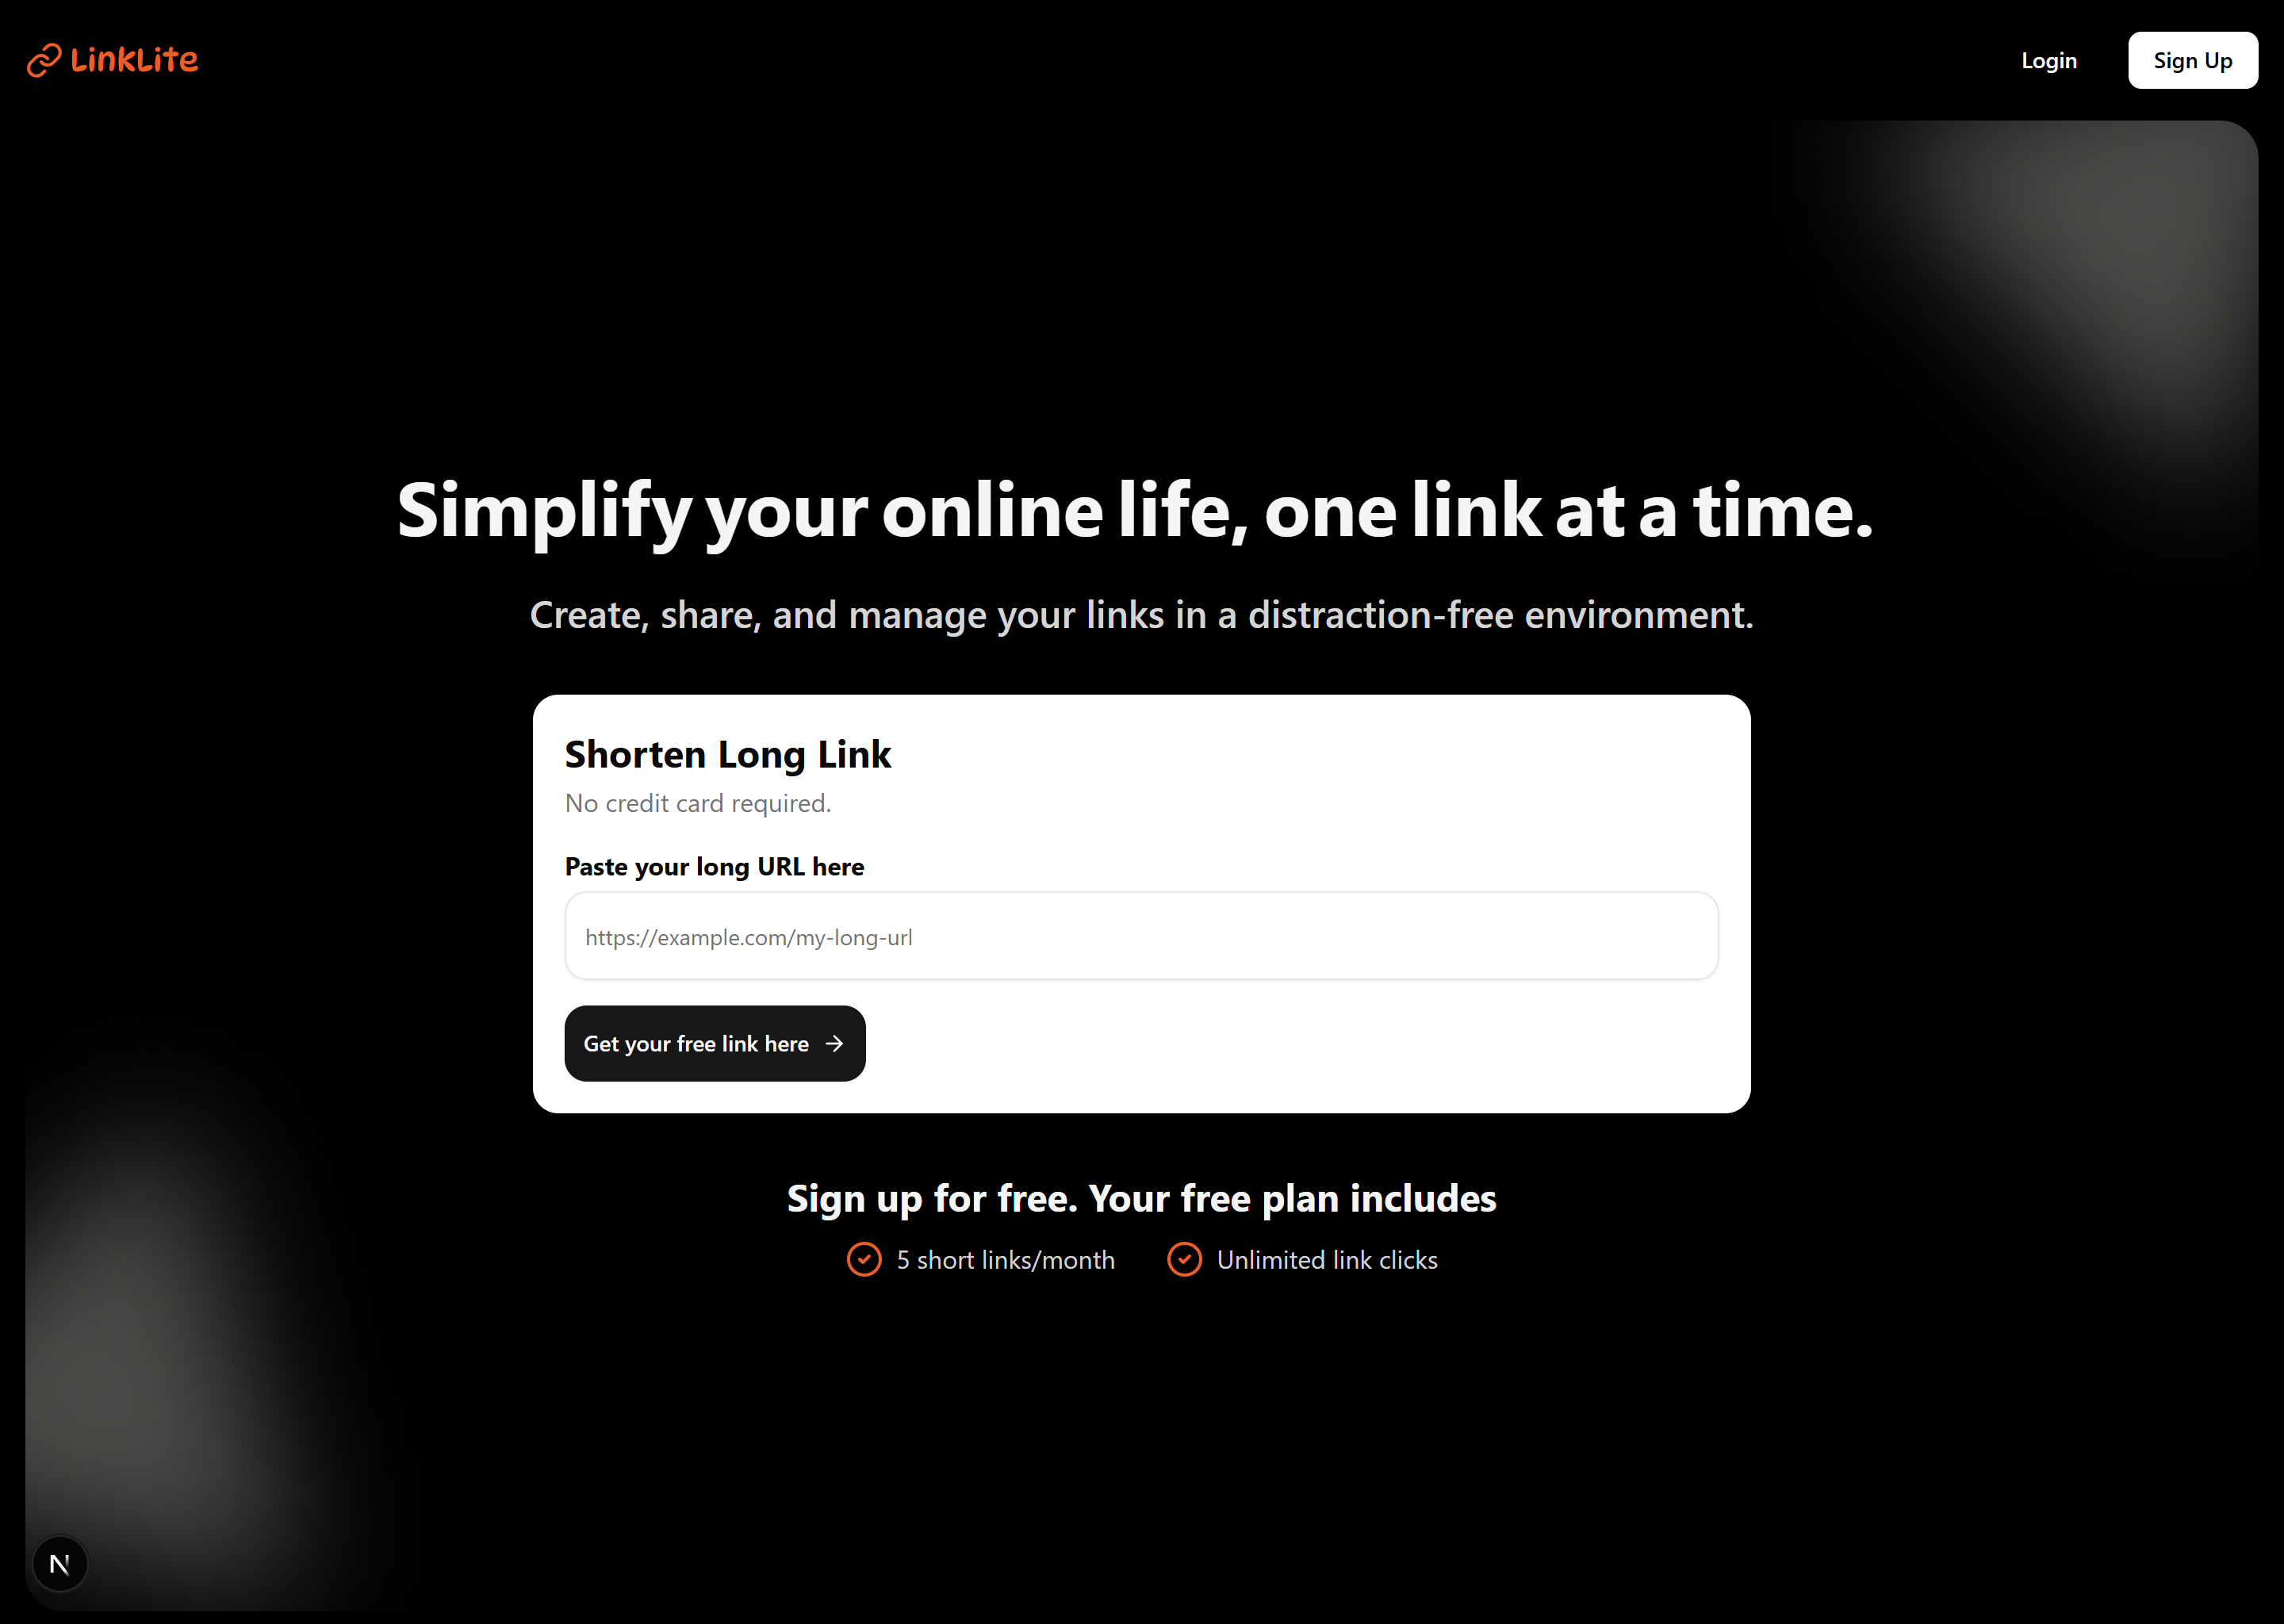 LinkLite
Login
Sign Up
Simplify your online life, one link at a time.
Create, share, and manage your links in a distraction-free environment.
Shorten Long Link
No credit card required.
Paste your long URL here
https://example.com/my-long-url
Get your free link here
Sign up for free. Your free plan includes
5 short links/month
Unlimited link clicks
N